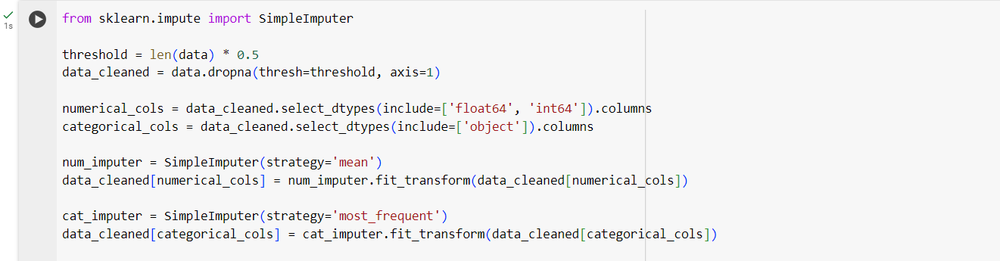 1s
from sklearn.impute import SimpleImputer
threshold = len(data) * 0.5
data_cleaned = data.dropna(thresh=threshold, axis=1)
numerical_cols = data_cleaned.select_dtypes(include=['float64', 'int64']).columns
categorical_cols = data_cleaned.select_dtypes(include=['object']).columns
num_imputer = SimpleImputer(strategy='mean')
data_cleaned[numerical_cols] = num_imputer.fit_transform(data_cleaned[numerical_cols])
cat_imputer = SimpleImputer(strategy='most_frequent')
data_cleaned[categorical_cols] = cat_imputer.fit_transform(data_cleaned[categorical_cols])